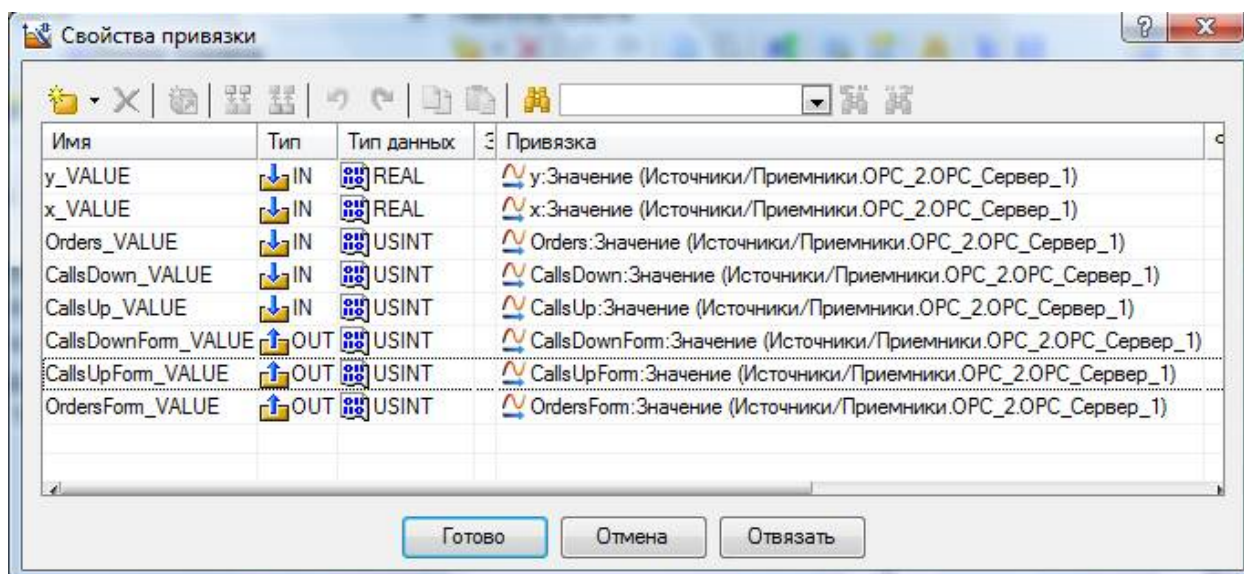 Свойства привязки
Имя Тип Тип данных З Привязка
y_VALUE IN REAL y:Значение (Источники/Приемники.OPC_2.OPC_Сервер_1)
x_VALUE IN REAL x:Значение (Источники/Приемники.OPC_2.OPC_Сервер_1)
Orders_VALUE IN USINT Orders:Значение (Источники/Приемники.OPC_2.OPC_Сервер_1)
CallsDown_VALUE IN USINT CallsDown:Значение (Источники/Приемники.OPC_2.OPC_Сервер_1)
CallsUp_VALUE IN USINT CallsUp:Значение (Источники/Приемники.OPC_2.OPC_Сервер_1)
CallsDownForm_VALUE OUT USINT CallsDownForm:Значение (Источники/Приемники.OPC_2.OPC_Сервер_1)
CallsUpForm_VALUE OUT USINT CallsUpForm:Значение (Источники/Приемники.OPC_2.OPC_Сервер_1)
OrdersForm_VALUE OUT USINT OrdersForm:Значение (Источники/Приемники.OPC_2.OPC_Сервер_1)
Готово Отмена Отвязать